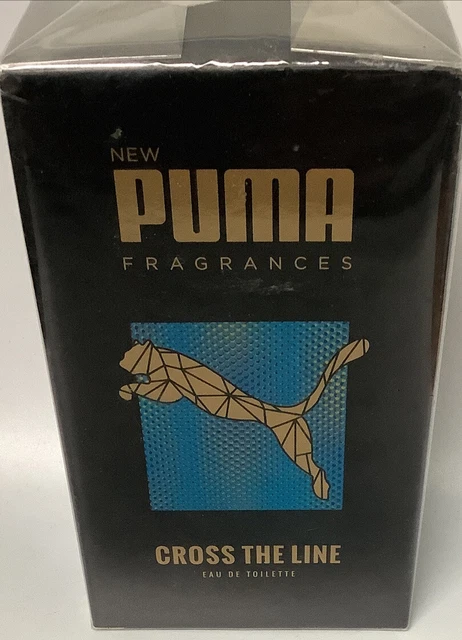 NEW
PUMA
FRAGRANCES
CROSS THE LINE
EAU DE TOILETTE